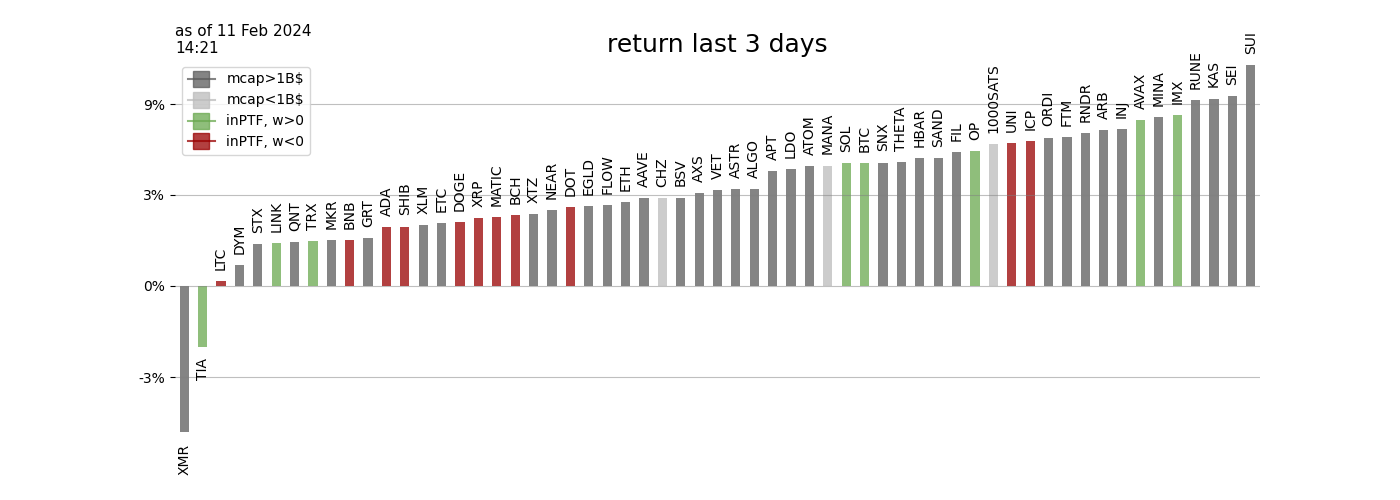 as of 11 Feb 2024
14:21
return last 3 days
mcap>1B$
mcap<1B$
inPTF, w>0
inPTF, w<0
9%
3%
0%
-3%
XMR
TIA
LTC
DYM
STX
LINK
QNT
TRX
MKR
BNB
GRT
ADA
SHIB
XLM
ETC
DOGE
XRP
MATIC
BCH
XTZ
NEAR
DOT
EGLD
FLOW
ETH
AAVE
CHZ
BSV
AXS
VET
ASTR
ALGO
APT
LDO
ATOM
MANA
SOL
BTC
SNX
THETA
HBAR
SAND
FIL
OP
1000SATS
UNI
ICP
ORDI
FTM
RNDR
ARB
INJ
AVAX
MINA
IMX
RUNE
KAS
SEI
SUI